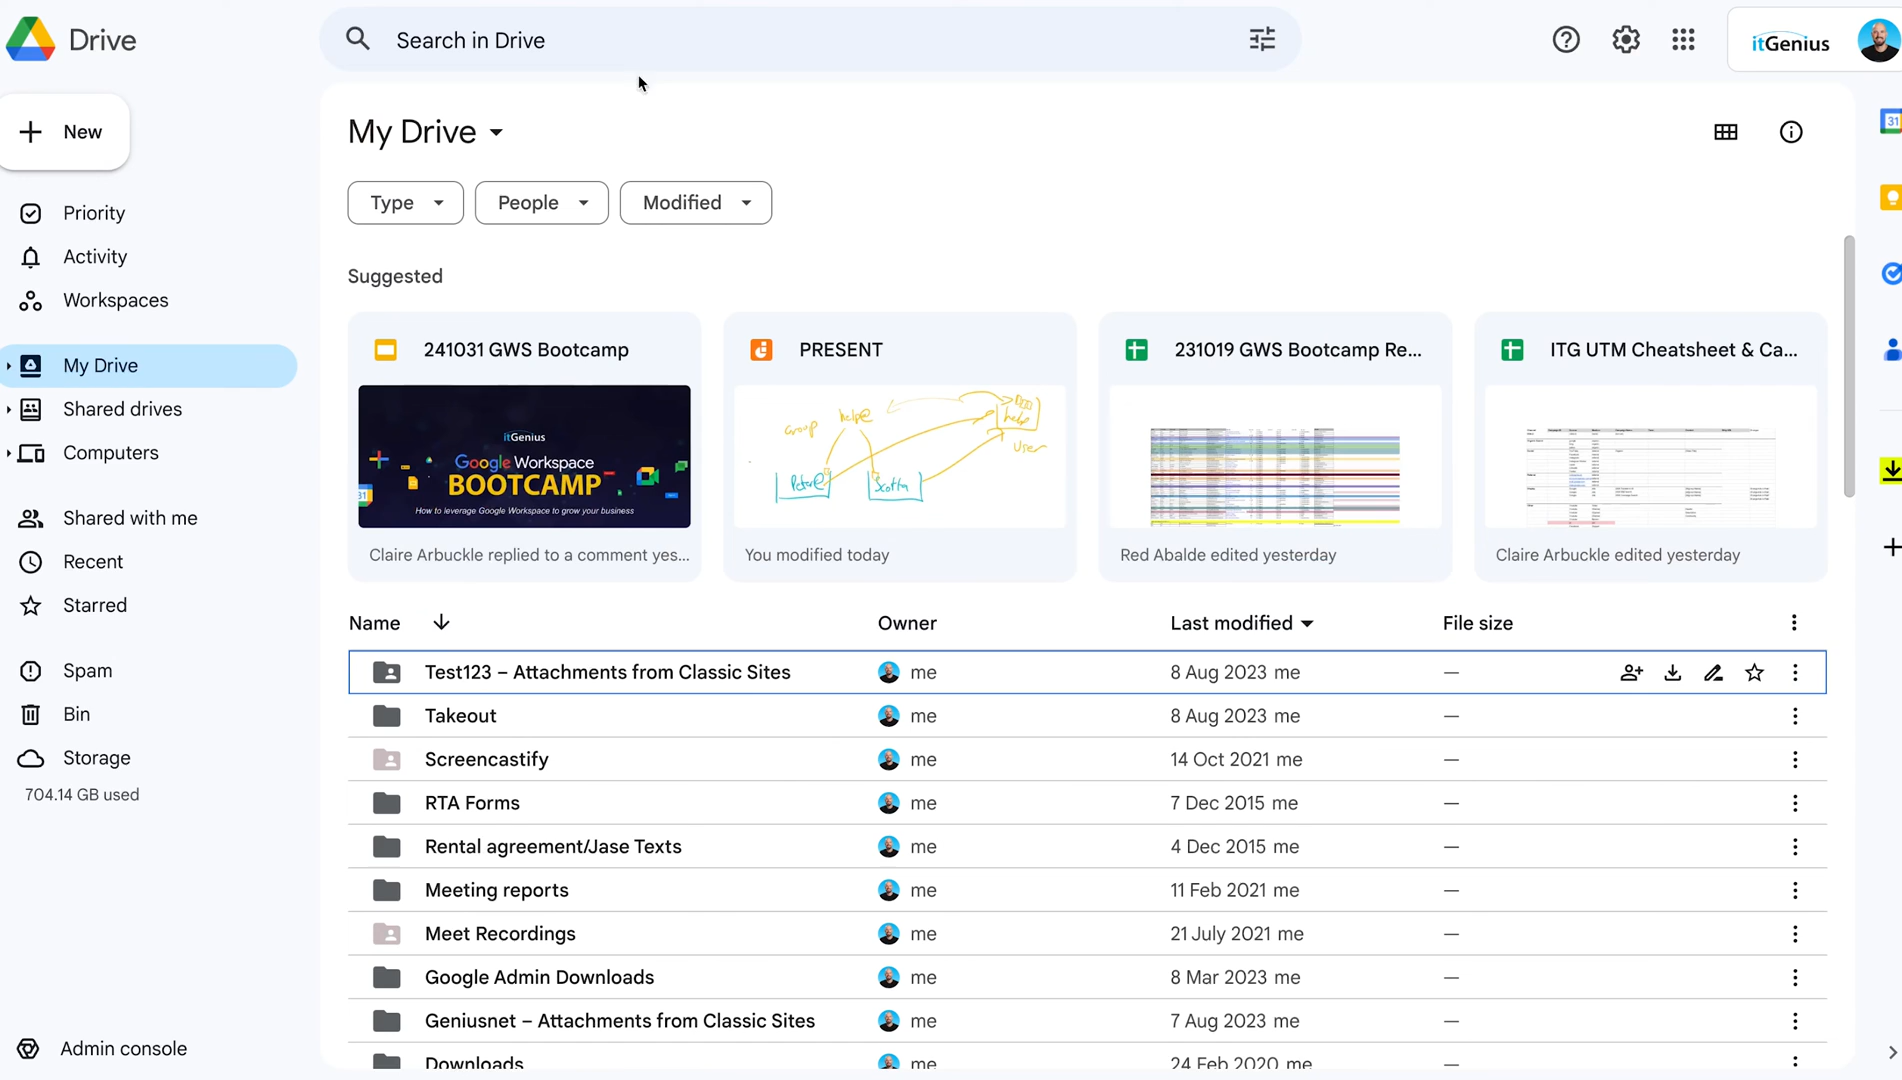 Drive
Search in Drive
itGenius
New
My Drive
Type
People
Modified
Priority
Activity
Workspaces
My Drive
Shared drives
Computers
Shared with me
Recent
Starred
Spam
Bin
Storage
704.14 GB used
Admin console
Suggested
241031 GWS Bootcamp
itGenius
Google Workspace
BOOTCAMP
How to leverage Google Workspace to grow your business
31
Claire Arbuckle replied to a comment yes...
PRESENT
group
help@
help
User
Peter@
Scott@
You modified today
231019 GWS Bootcamp Re...
Red Abalde edited yesterday
ITG UTM Cheatsheet & Ca...
Claire Arbuckle edited yesterday
31
Name Owner Last modified File size
Test123 – Attachments from Classic Sites me 8 Aug 2023 me —
Takeout me 8 Aug 2023 me —
Screencastify me 14 Oct 2021 me —
RTA Forms me 7 Dec 2015 me —
Rental agreement/Jase Texts me 4 Dec 2015 me —
Meeting reports me 11 Feb 2021 me —
Meet Recordings me 21 July 2021 me —
Google Admin Downloads me 8 Mar 2023 me —
Geniusnet – Attachments from Classic Sites me 7 Aug 2023 me —
Downloads me 24 Feb 2020 me —